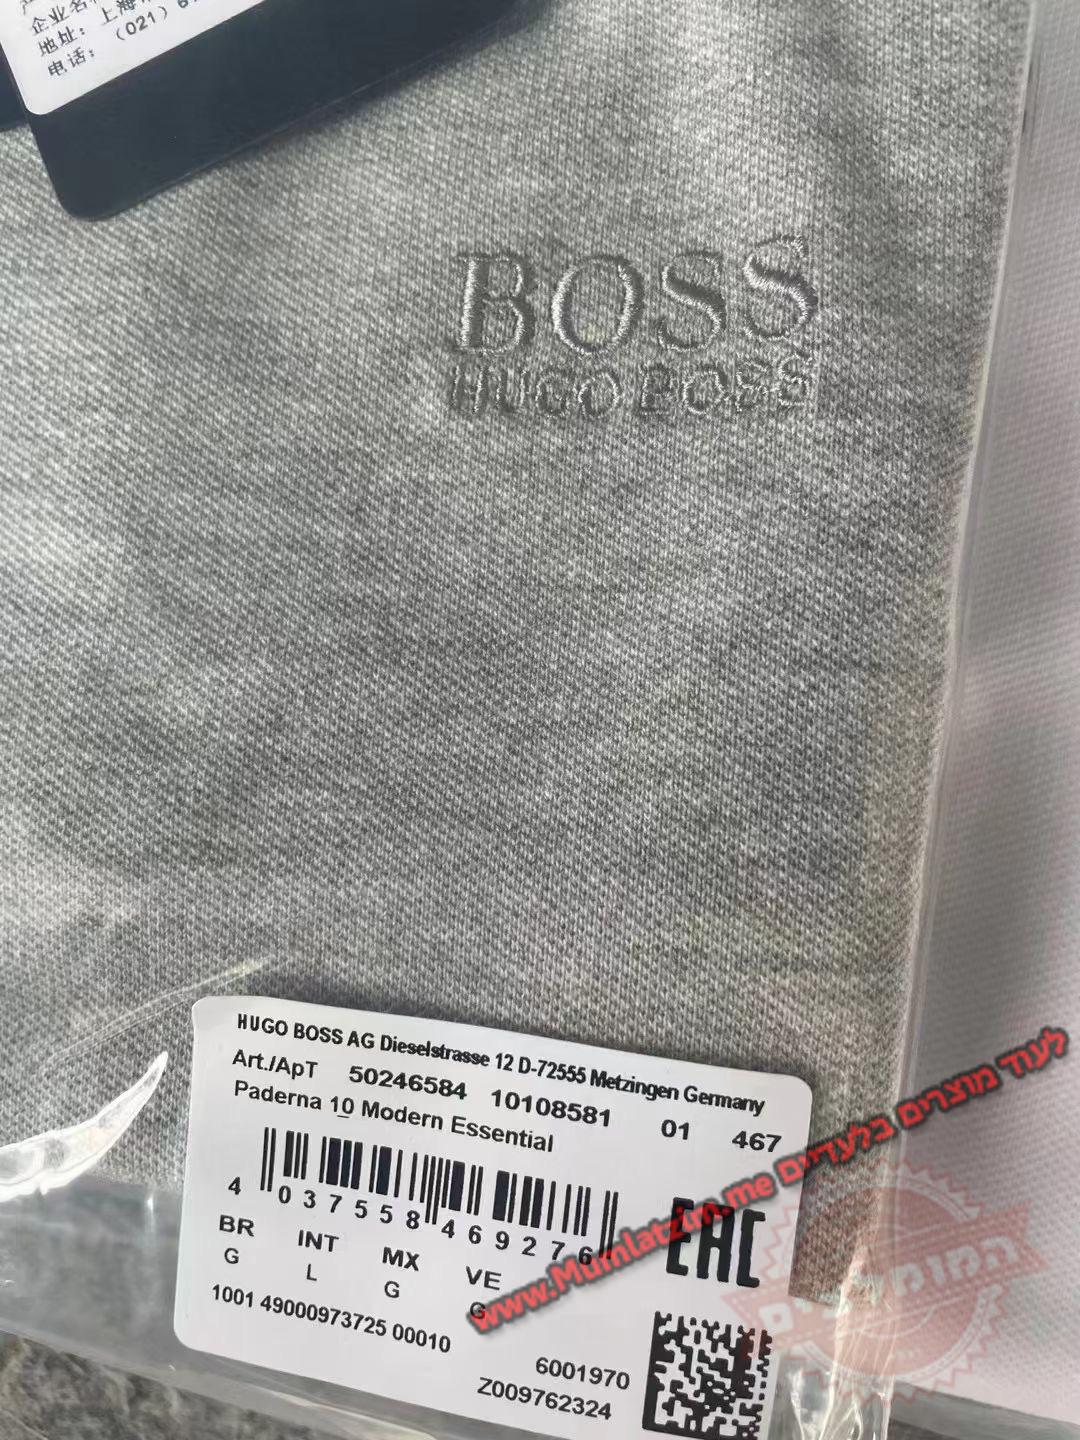 企业名
地址：上海
电话：（021）6
BOSS
HUGO BOSS
HUGO BOSS AG Dieselstrasse 12 D-72555 Metzingen Germany
Art./ApT 50246584 10108581 01 467
Paderna 10 Modern Essential
4 037558 469276
EAC
BR INT MX VE
G L G G
1001 49000973725 00010
6001970
Z009762324
לעוד מוצרים בלעדיים www.Mumlatzim.me
המומלצים